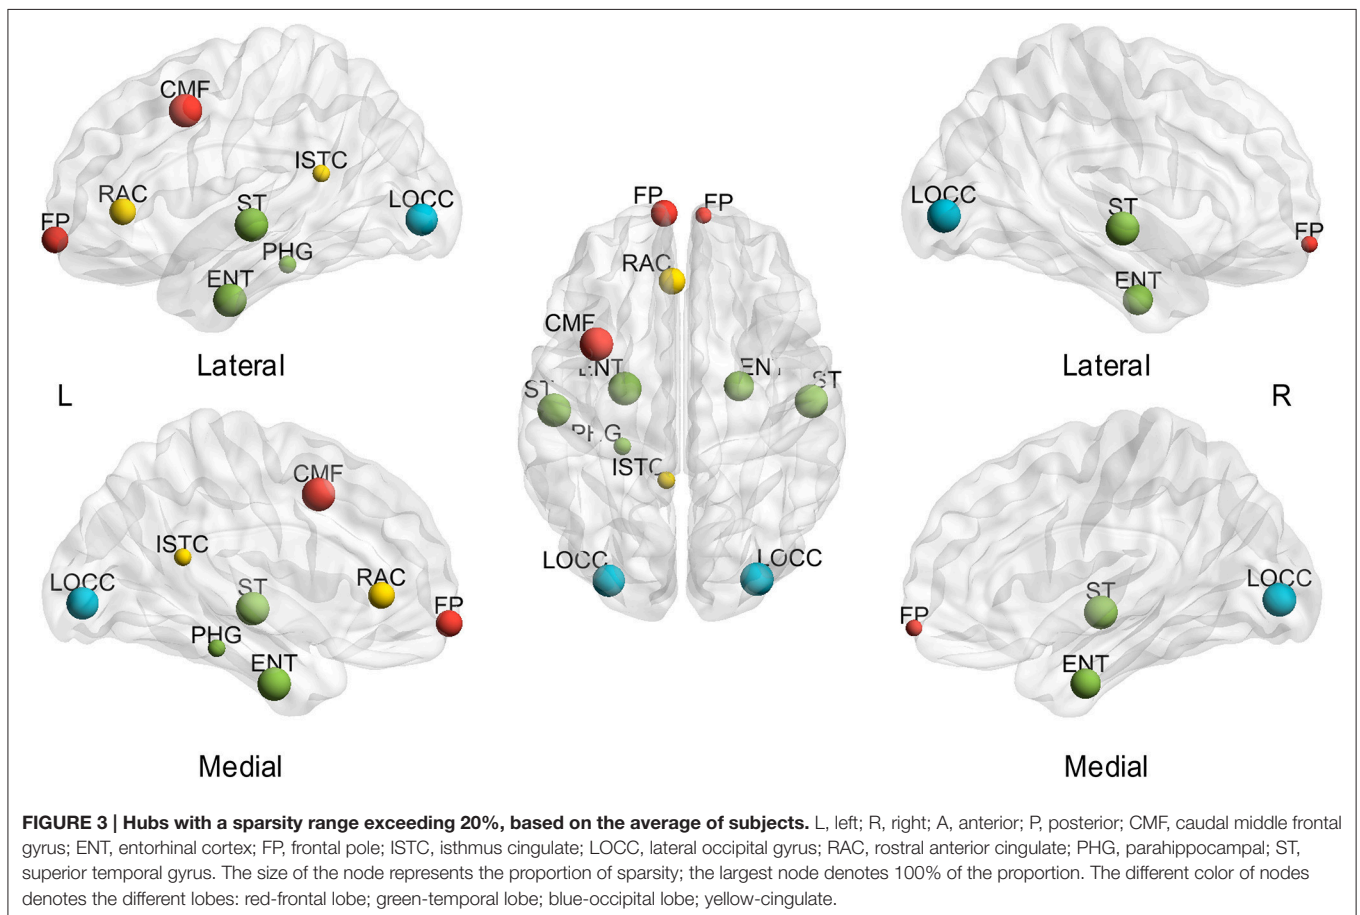 CMF
ISTC
RAC
ST
LOCC
FP
PHG
ENT
Lateral
L
CMF
ISTC
LOCC
ST
RAC
FP
PHG
ENT
Medial
FP
FP
RAC
CMF
ENT
ENT
ST
ST
PHG
ISTC
LOCC
LOCC
LOCC
ST
FP
ENT
Lateral
R
ST
LOCC
FP
ENT
Medial
FIGURE 3 | Hubs with a sparsity range exceeding 20%, based on the average of subjects. L, left; R, right; A, anterior; P, posterior; CMF, caudal middle frontal
gyrus; ENT, entorhinal cortex; FP, frontal pole; ISTC, isthmus cingulate; LOCC, lateral occipital gyrus; RAC, rostral anterior cingulate; PHG, parahippocampal; ST,
superior temporal gyrus. The size of the node represents the proportion of sparsity; the largest node denotes 100% of the proportion. The different color of nodes
denotes the different lobes: red-frontal lobe; green-temporal lobe; blue-occipital lobe; yellow-cingulate.